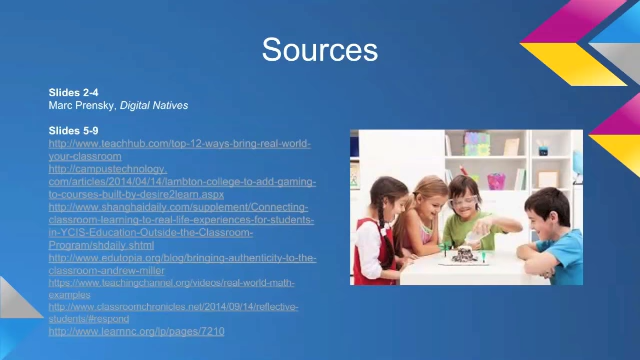 Sources
Slides 2-4
Marc Prensky, Digital Natives
Slides 5-9
http://www.teachhub.com/top-12-ways-bring-real-world-
your-classroom
http://campustechnology.
com/articles/2014/04/14/lambton-college-to-add-gaming-
to-courses-built-by-desire2learn.aspx
http://www.shanghaidaily.com/supplement/Connecting-
classroom-learning-to-real-life-experiences-for-students-
in-YCIS-Education-Outside-the-Classroom-
Program/shdaily.shtml
http://www.edutopia.org/blog/bringing-authenticity-to-the-
classroom-andrew-miller
https://www.teachingchannel.org/videos/real-world-math-
examples
http://www.classroomchronicles.net/2014/09/14/reflective-
students/#respond
http://www.learnnc.org/lp/pages/7210